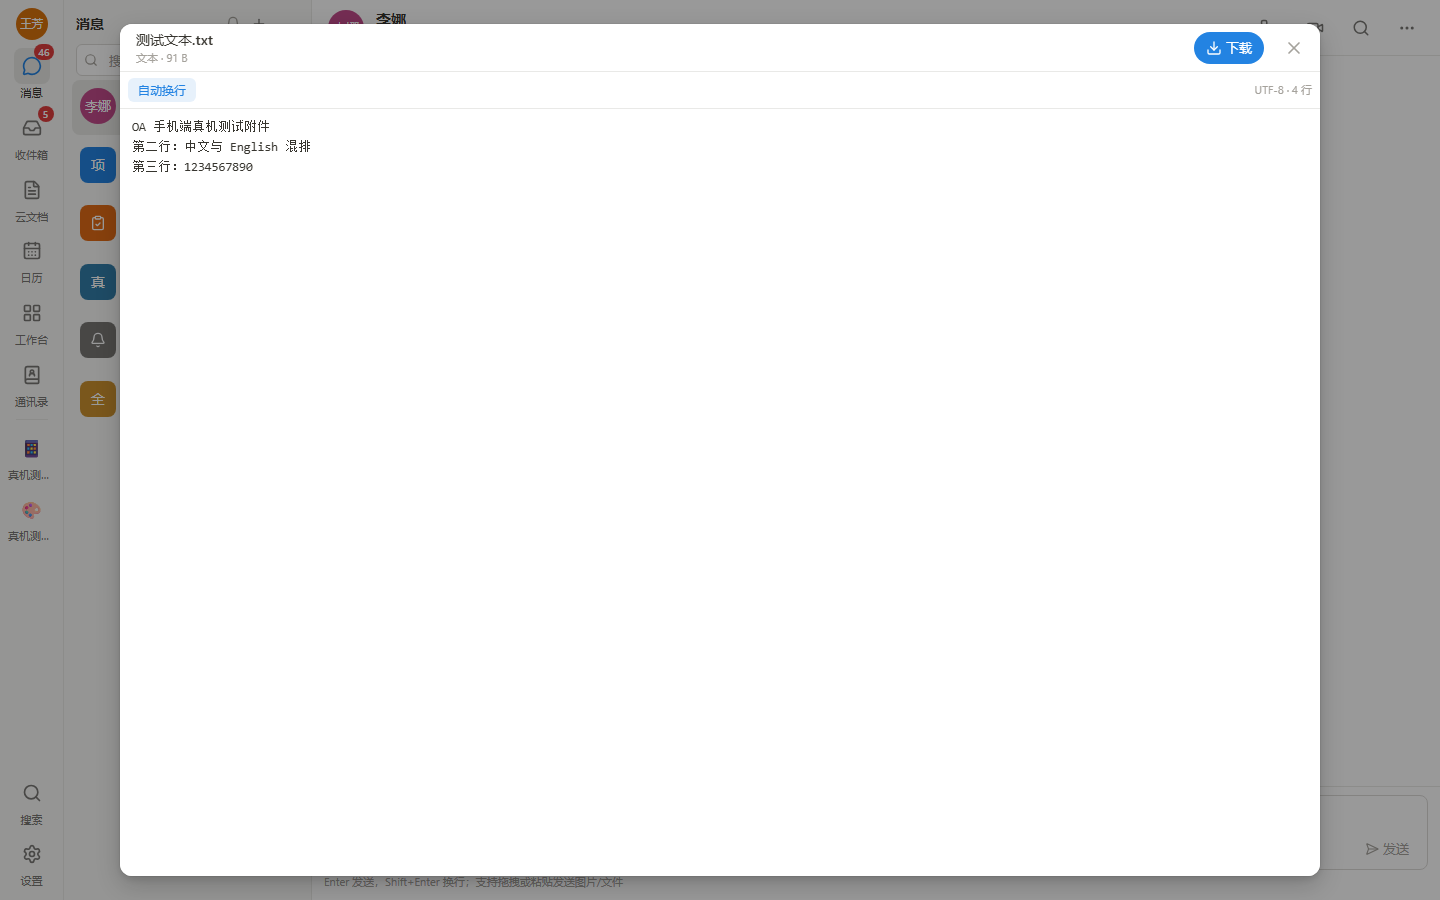 王芳
46
消息
5
收件箱
云文档
日历
工作台
通讯录
真机测...
真机测...
搜索
设置
消息
搜
李娜
项
真
全
李娜
测试文本.txt
文本 · 91 B
下载
自动换行
UTF-8 · 4 行
OA 手机端真机测试附件
第二行：中文与 English 混排
第三行：1234567890
发送
Enter 发送，Shift+Enter 换行；支持拖拽或粘贴发送图片/文件